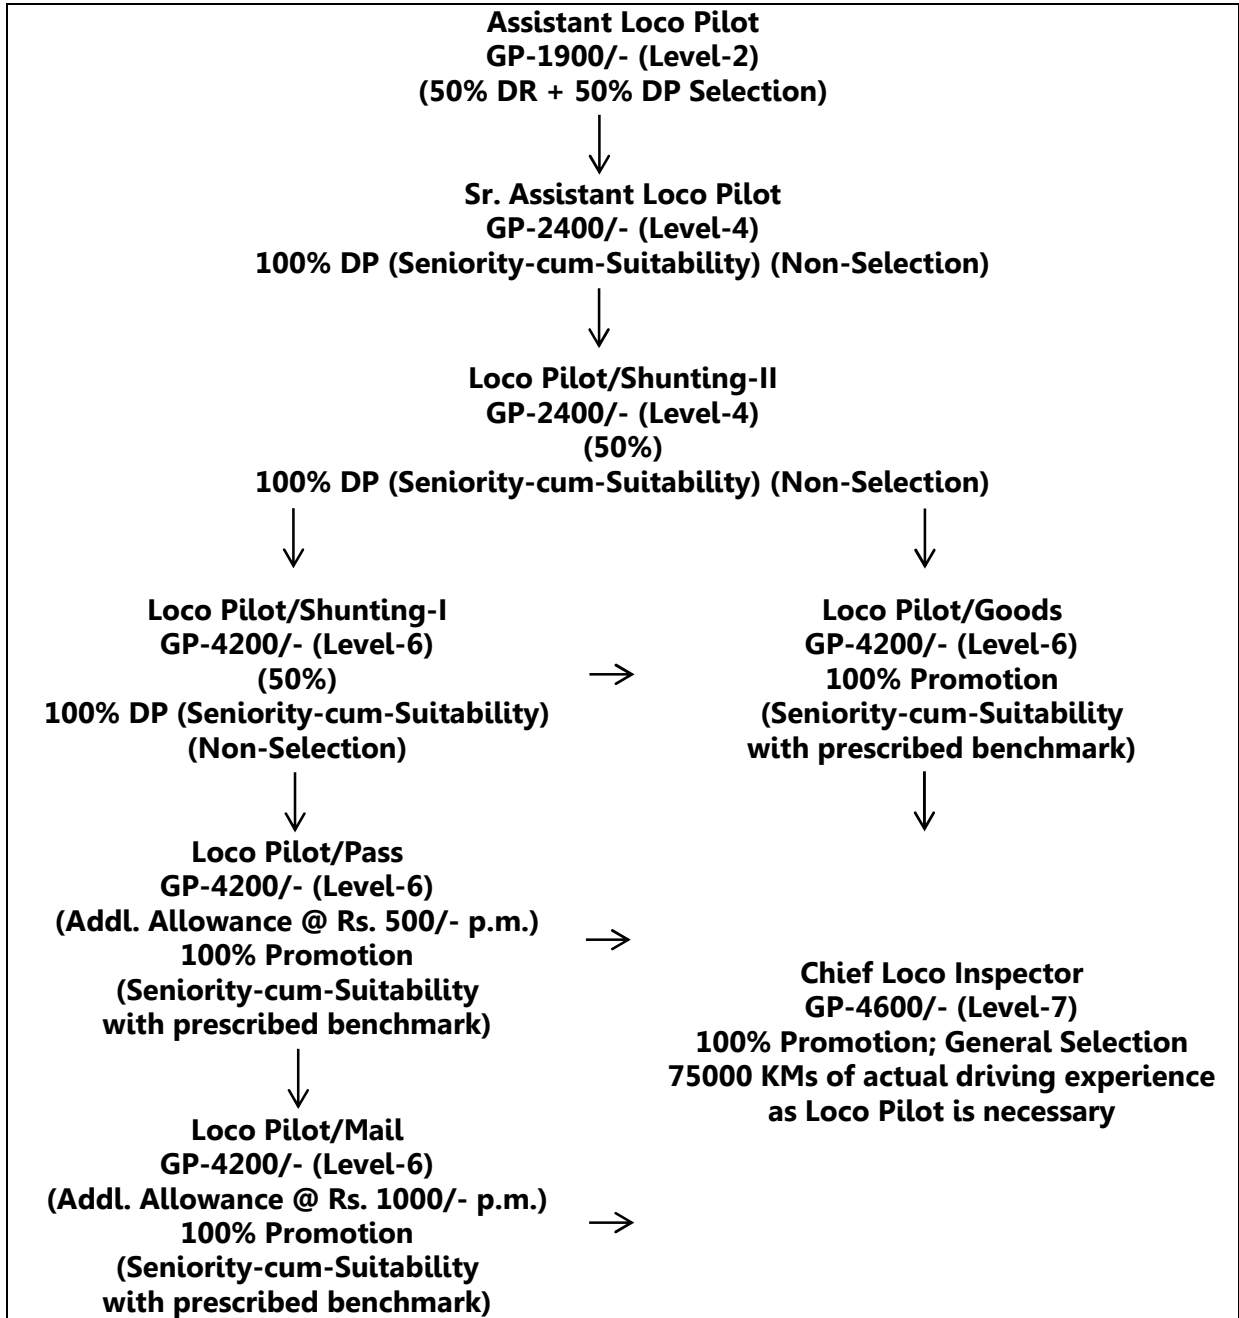 Assistant Loco Pilot
GP-1900/- (Level-2)
(50% DR + 50% DP Selection)
Sr. Assistant Loco Pilot
GP-2400/- (Level-4)
100% DP (Seniority-cum-Suitability) (Non-Selection)
Loco Pilot/Shunting-II
GP-2400/- (Level-4)
(50%)
100% DP (Seniority-cum-Suitability) (Non-Selection)
Loco Pilot/Shunting-I
GP-4200/- (Level-6)
(50%)
100% DP (Seniority-cum-Suitability)
(Non-Selection)
Loco Pilot/Goods
GP-4200/- (Level-6)
100% Promotion
(Seniority-cum-Suitability
with prescribed benchmark)
Loco Pilot/Pass
GP-4200/- (Level-6)
(Addl. Allowance @ Rs. 500/- p.m.)
100% Promotion
(Seniority-cum-Suitability
with prescribed benchmark)
Chief Loco Inspector
GP-4600/- (Level-7)
100% Promotion; General Selection
75000 KMs of actual driving experience
as Loco Pilot is necessary
Loco Pilot/Mail
GP-4200/- (Level-6)
(Addl. Allowance @ Rs. 1000/- p.m.)
100% Promotion
(Seniority-cum-Suitability
with prescribed benchmark)